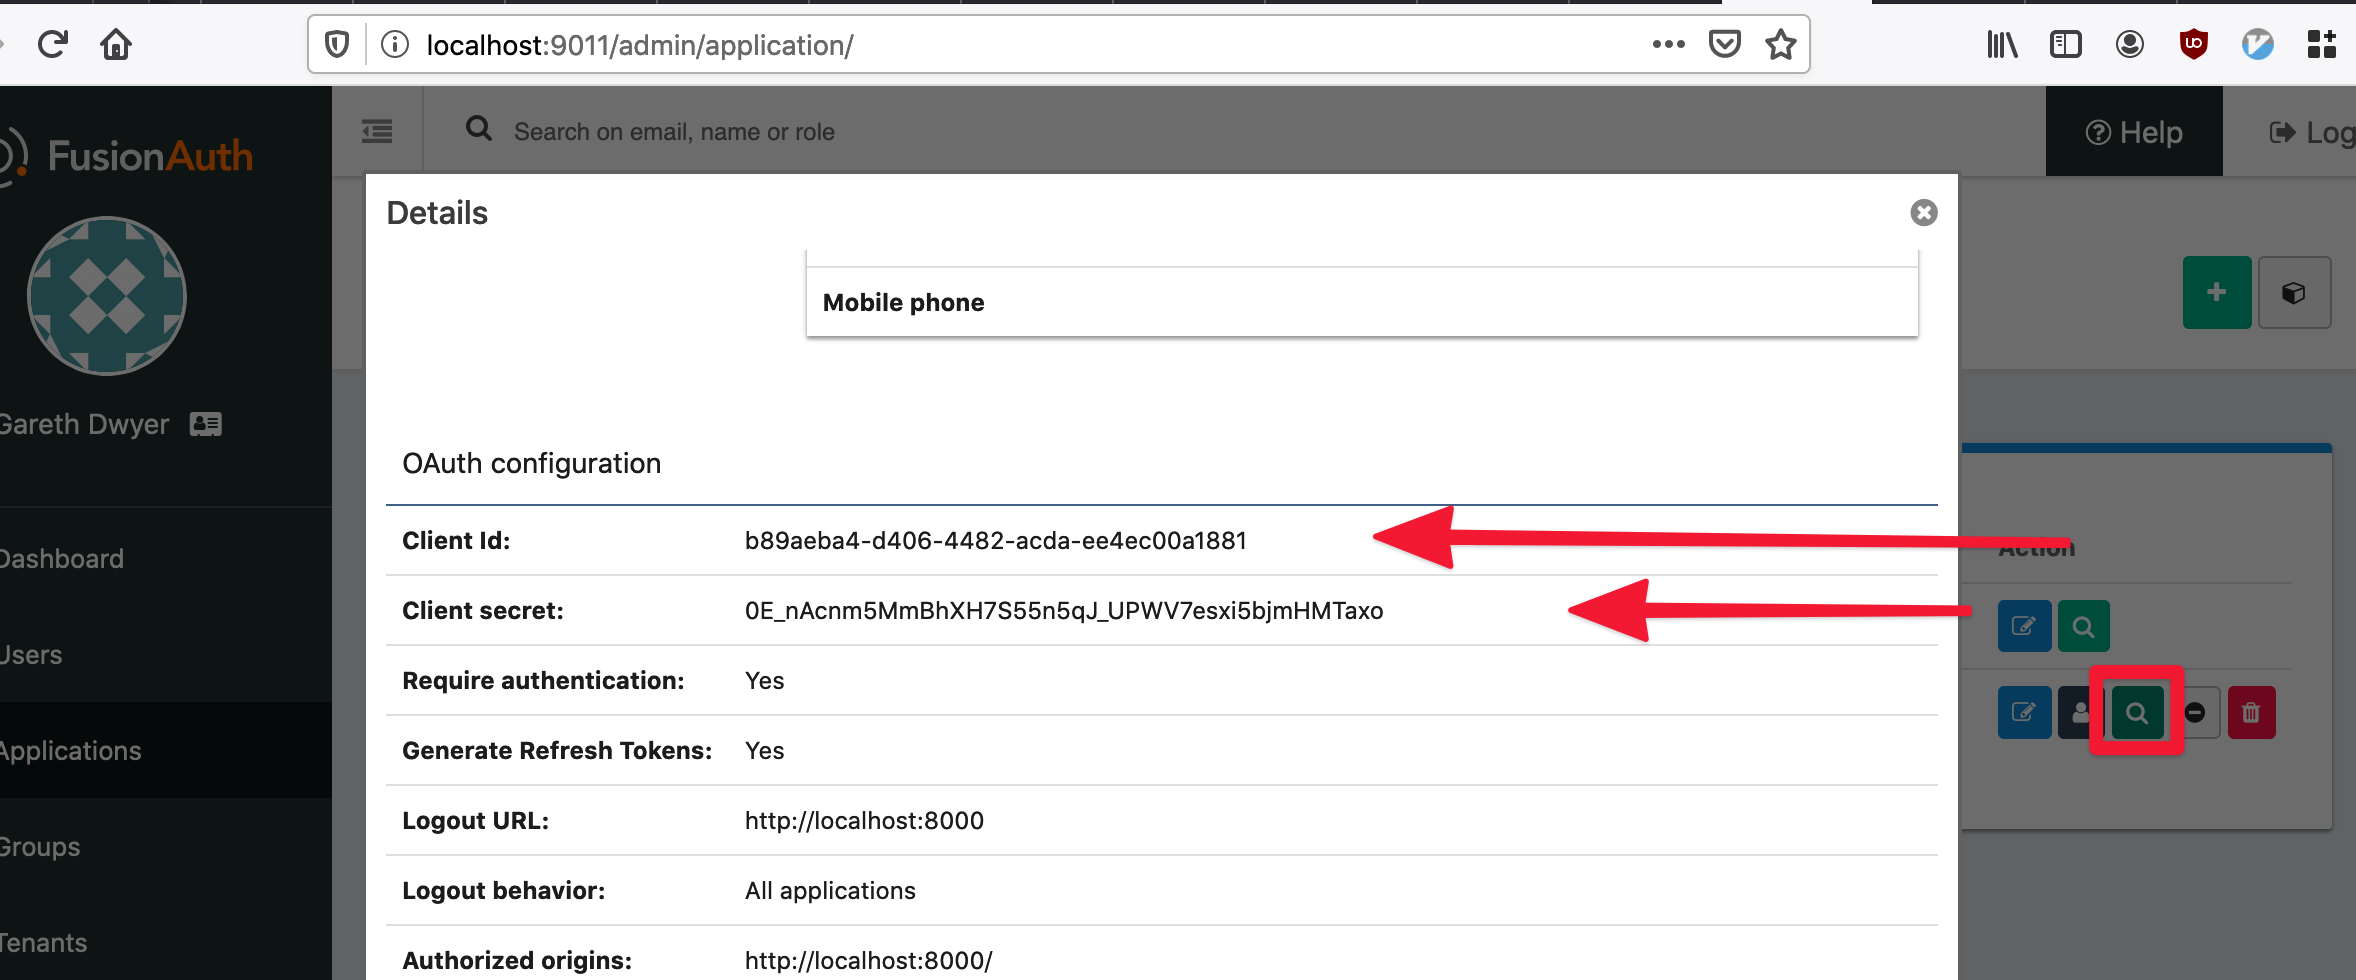 localhost:9011/admin/application/
FusionAuth
Search on email, name or role
Help
Log
Details
Mobile phone
Gareth Dwyer
OAuth configuration
Client Id: b89aeba4-d406-4482-acda-ee4ec00a1881
Action
Client secret: 0E_nAcnm5MmBhXH7S55n5qJ_UPWV7esxi5bjmHMTaxo
Require authentication: Yes
Generate Refresh Tokens: Yes
Logout URL: http://localhost:8000
Logout behavior: All applications
Authorized origins: http://localhost:8000/
Dashboard
Users
Applications
Groups
Tenants